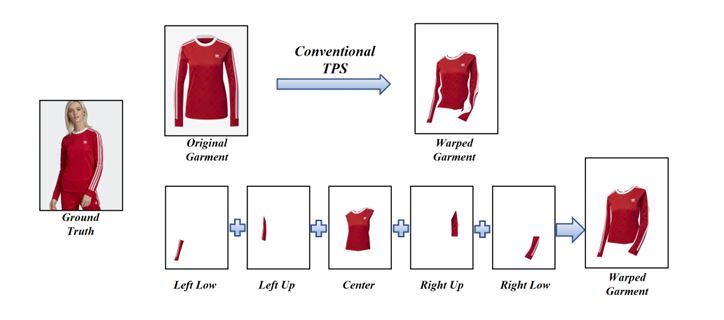 Conventional
TPS
Original
Garment
Warped
Garment
Ground
Truth
Left Low
Left Up
Center
Right Up
Right Low
Warped
Garment